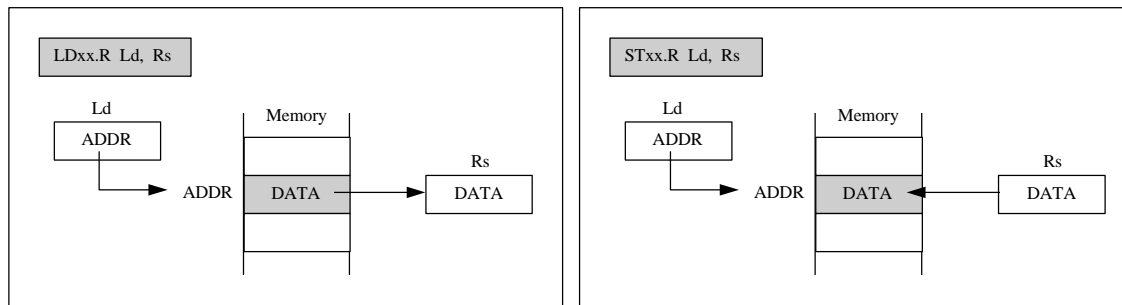 LDxx.R Ld, Rs
Ld
ADDR
Memory
ADDR
DATA
Rs
DATA
STxx.R Ld, Rs
Ld
ADDR
Memory
ADDR
DATA
Rs
DATA